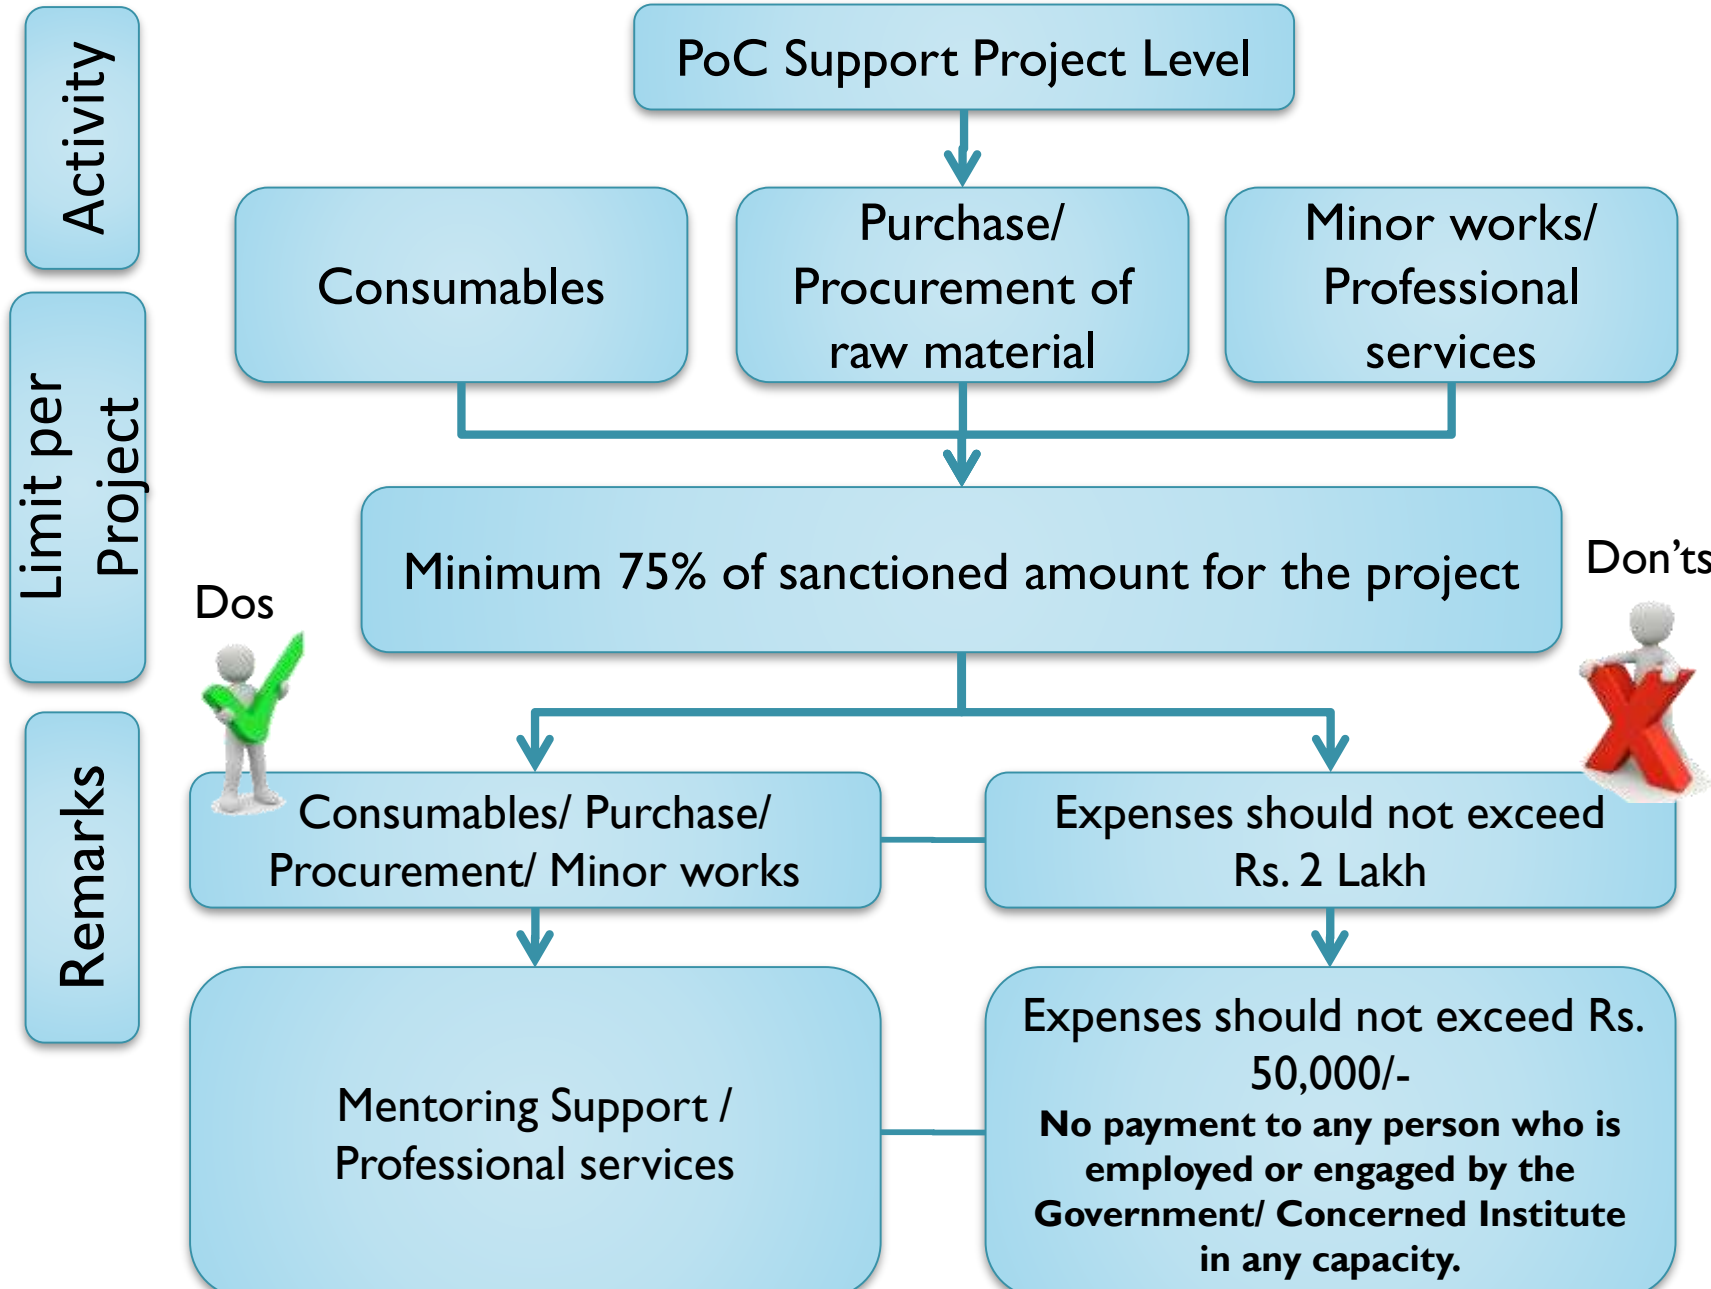 Activity
PoC Support Project Level
Consumables
Purchase/
Procurement of
raw material
Minor works/
Professional
services
Limit per
Project
Minimum 75% of sanctioned amount for the project
Dos
Don'ts
Remarks
Consumables/ Purchase/
Procurement/ Minor works
Expenses should not exceed
Rs. 2 Lakh
Mentoring Support /
Professional services
Expenses should not exceed Rs.
50,000/-
No payment to any person who is
employed or engaged by the
Government/ Concerned Institute
in any capacity.